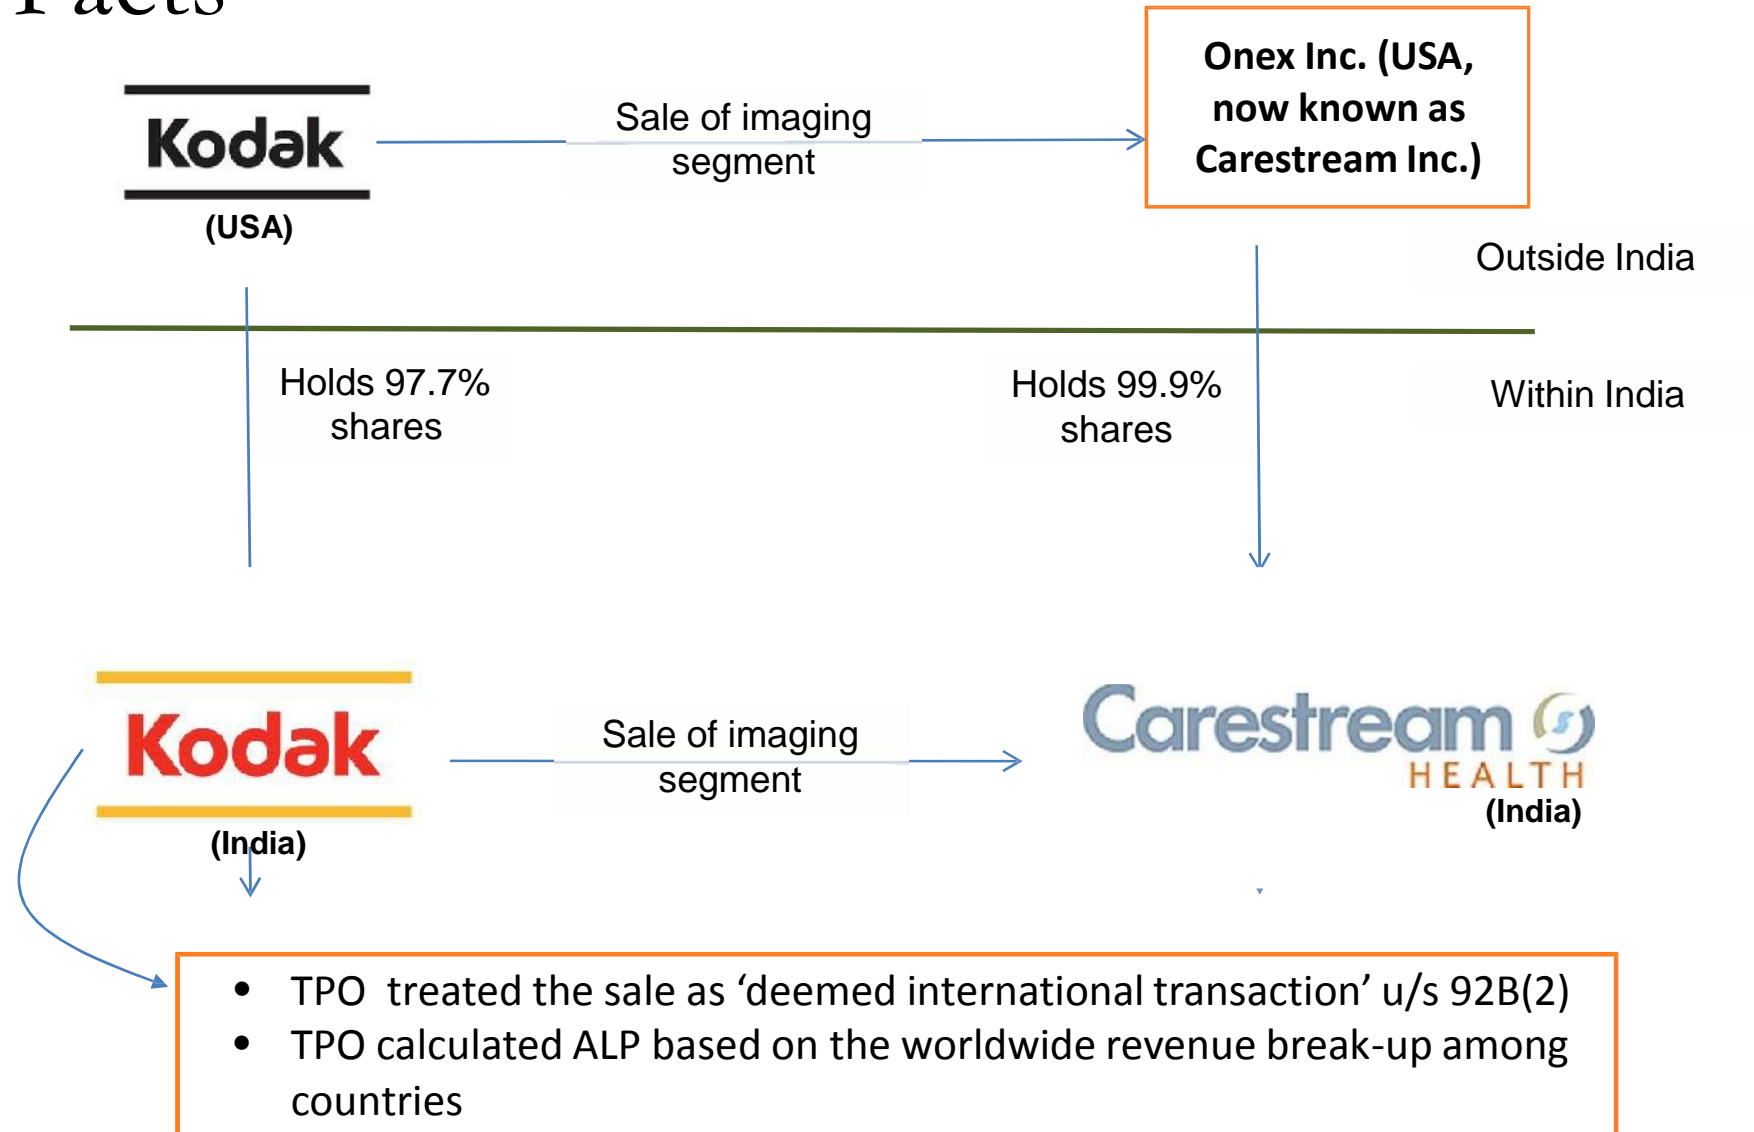 Facts
Onex Inc. (USA,
now known as
Carestream Inc.)
Kodak
Sale of imaging
segment
(USA)
Outside India
Holds 97.7%
shares
Holds 99.9%
shares
Within India
Kodak
Sale of imaging
segment
Carestream
HEALTH
(India)
(India)
• TPO treated the sale as ‘deemed international transaction’ u/s 92B(2)
• TPO calculated ALP based on the worldwide revenue break-up among
countries